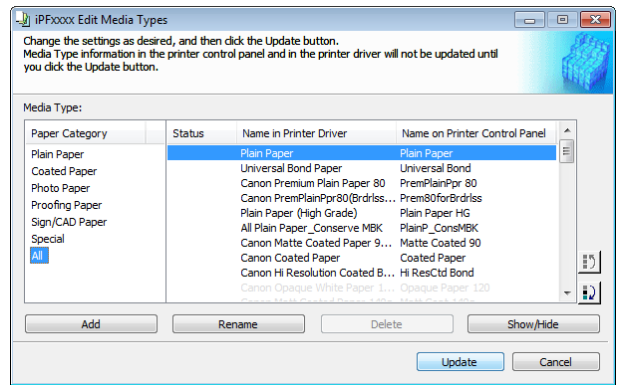 iPFxxxx Edit Media Types
Change the settings as desired, and then click the Update button.
Media Type information in the printer control panel and in the printer driver will not be updated until
you click the Update button.
Media Type:
Paper Category Status Name in Printer Driver Name on Printer Control Panel
Plain Paper Plain Paper Plain Paper
Coated Paper Universal Bond Paper Universal Bond
Photo Paper Canon Premium Plain Paper 80 PremPlainPpr 80
Proofing Paper Canon PremPlainPpr80(Brdrlss... Prem80forBrdrlss
Sign/CAD Paper Plain Paper (High Grade) Plain Paper HG
Special All Plain Paper_Conserve MBK PlainP_ConsMBK
All Canon Matte Coated Paper 9... Matte Coated 90
Canon Coated Paper Coated Paper
Canon Hi Resolution Coated B... Hi ResCtd Bond
Canon Opaque White Paper 1... Opaque Paper 120
Add Rename Delete Show/Hide
Update Cancel